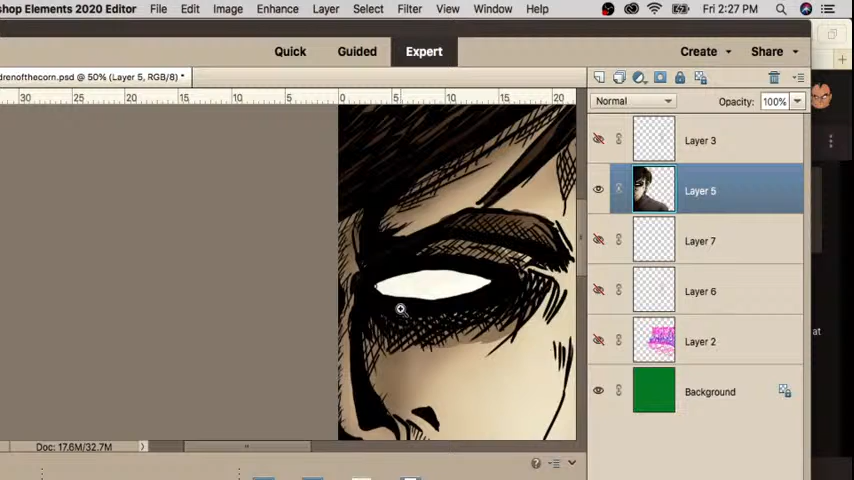 shop Elements 2020 Editor File Edit Image Enhance Layer Select Filter View Window Help Fri 2:27 PM
Quick Guided Expert Create Share
drenofthecorn.psd @ 50% (Layer 5, RGB/8) *
30 25 20 15 10 5 0 5 10 15 20
Normal Opacity: 100%
Layer 3
Layer 5
Layer 7
Layer 6
Layer 2
at
Background
Doc: 17.6M/32.7M